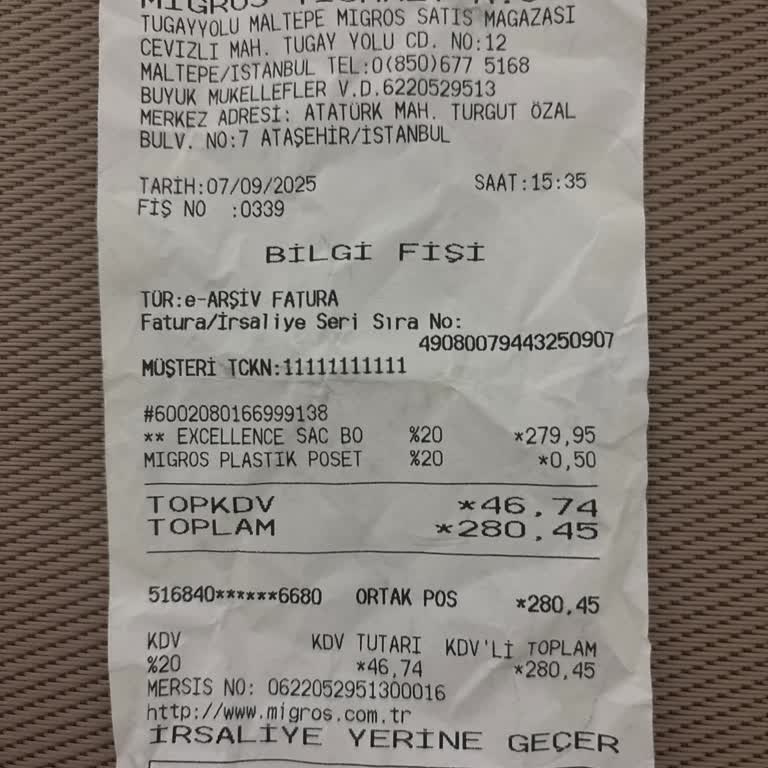 MİGROS TİCARET A.Ş
TUGAYYOLU MALTEPE MIGROS SATIS MAGAZASI
CEVIZLI MAH. TUGAY YOLU CD. NO:12
MALTEPE/ISTANBUL TEL:0(850)677 5168
BUYUK MUKELLEFLER V.D.6220529513
MERKEZ ADRESİ: ATATÜRK MAH. TURGUT ÖZAL
BULV. NO:7 ATAŞEHİR/İSTANBUL
TARİH:07/09/2025 SAAT:15:35
FİŞ NO :0339
BİLGİ FİŞİ
TÜR:e-ARŞİV FATURA
Fatura/İrsaliye Seri Sıra No:
49080079443250907
MÜŞTERİ TCKN:11111111111
#6002080166999138
** EXCELLENCE SAC BO %20 *279,95
MIGROS PLASTIK POSET %20 *0,50
TOPKDV *46,74
TOPLAM *280,45
516840******6680 ORTAK POS *280,45
KDV KDV TUTARI KDV'Lİ TOPLAM
%20 *46,74 *280,45
MERSIS NO: 0622052951300016
http://www.migros.com.tr
İRSALİYE YERİNE GEÇER